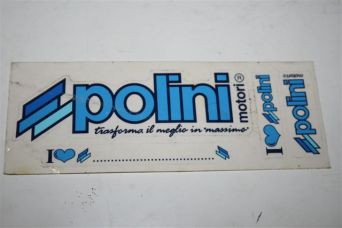 polini motori®
trasforma il meglio in "massimo"
I
I polini
polini